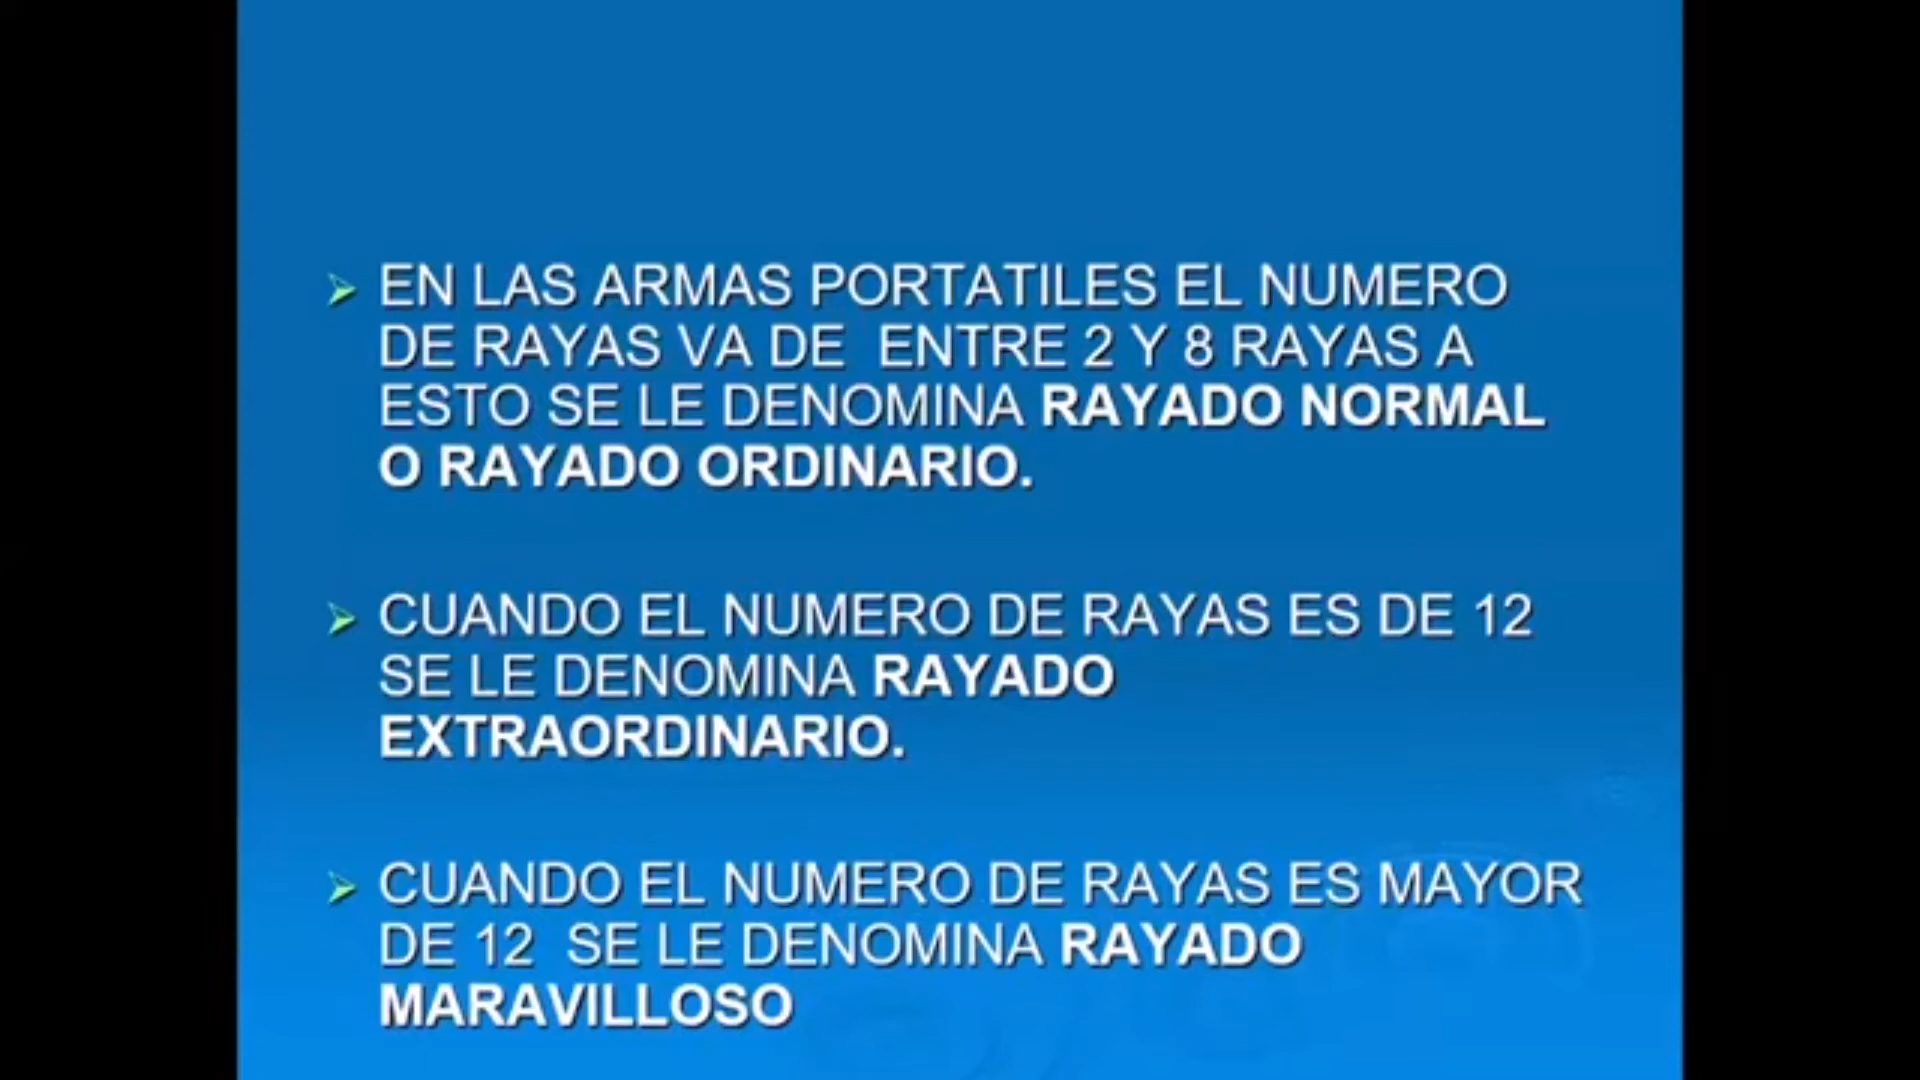 EN LAS ARMAS PORTATILES EL NUMERO
DE RAYAS VA DE ENTRE 2 Y 8 RAYAS A
ESTO SE LE DENOMINA RAYADO NORMAL
O RAYADO ORDINARIO.
CUANDO EL NUMERO DE RAYAS ES DE 12
SE LE DENOMINA RAYADO
EXTRAORDINARIO.
CUANDO EL NUMERO DE RAYAS ES MAYOR
DE 12 SE LE DENOMINA RAYADO
MARAVILLOSO